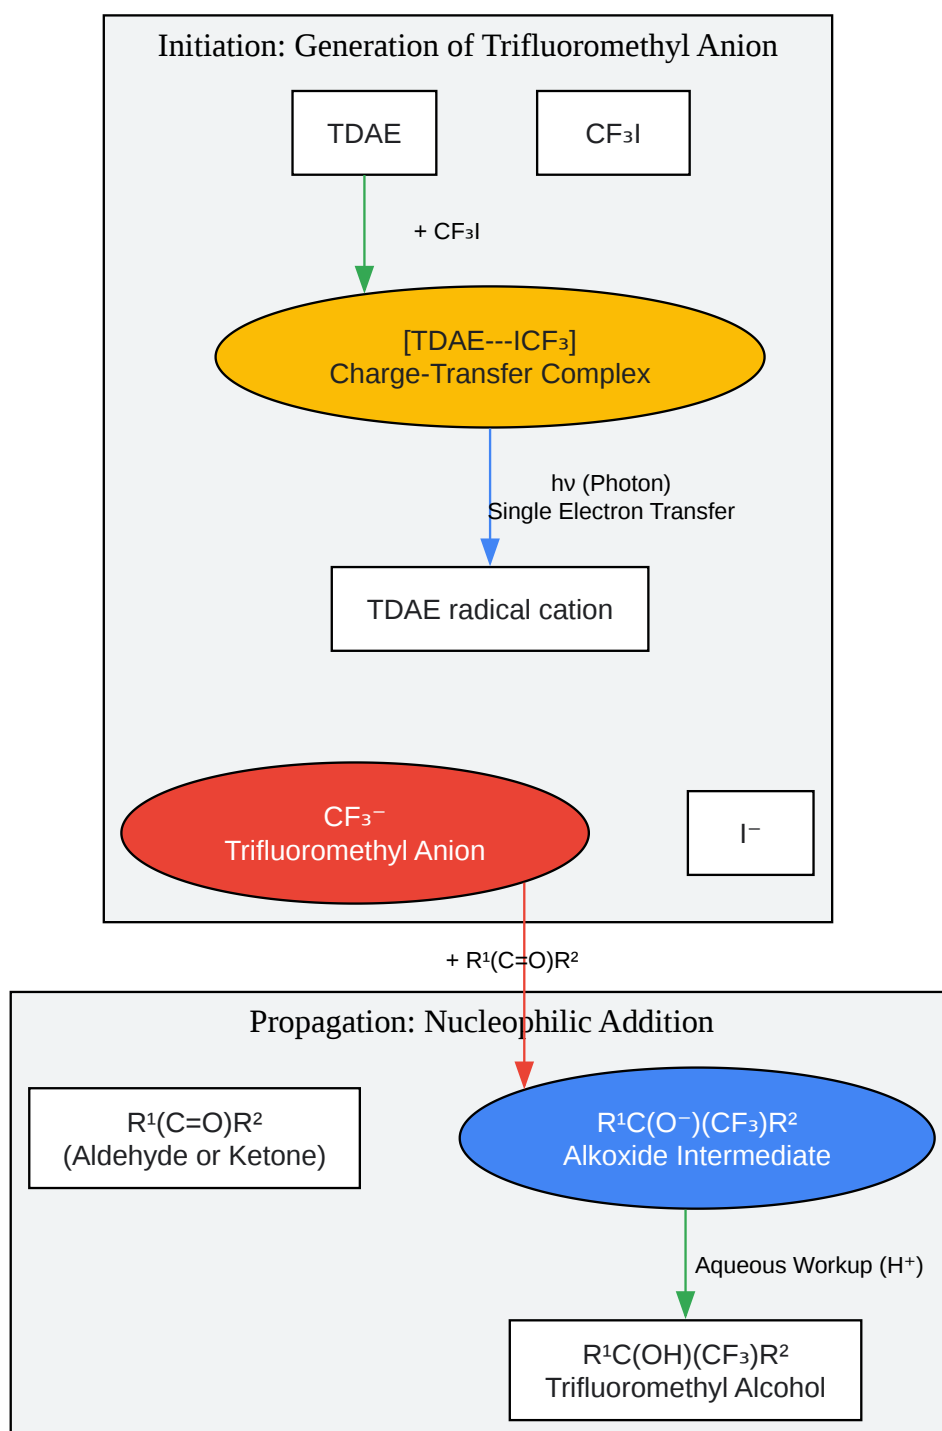 Initiation: Generation of Trifluoromethyl Anion
TDAE
CF₃I
+ CF₃I
[TDAE---ICF₃]
Charge-Transfer Complex
hν (Photon)
Single Electron Transfer
TDAE radical cation
CF₃⁻
Trifluoromethyl Anion
I⁻
+ R¹(C=O)R²
Propagation: Nucleophilic Addition
R¹(C=O)R²
(Aldehyde or Ketone)
R¹C(O⁻)(CF₃)R²
Alkoxide Intermediate
Aqueous Workup (H⁺)
R¹C(OH)(CF₃)R²
Trifluoromethyl Alcohol